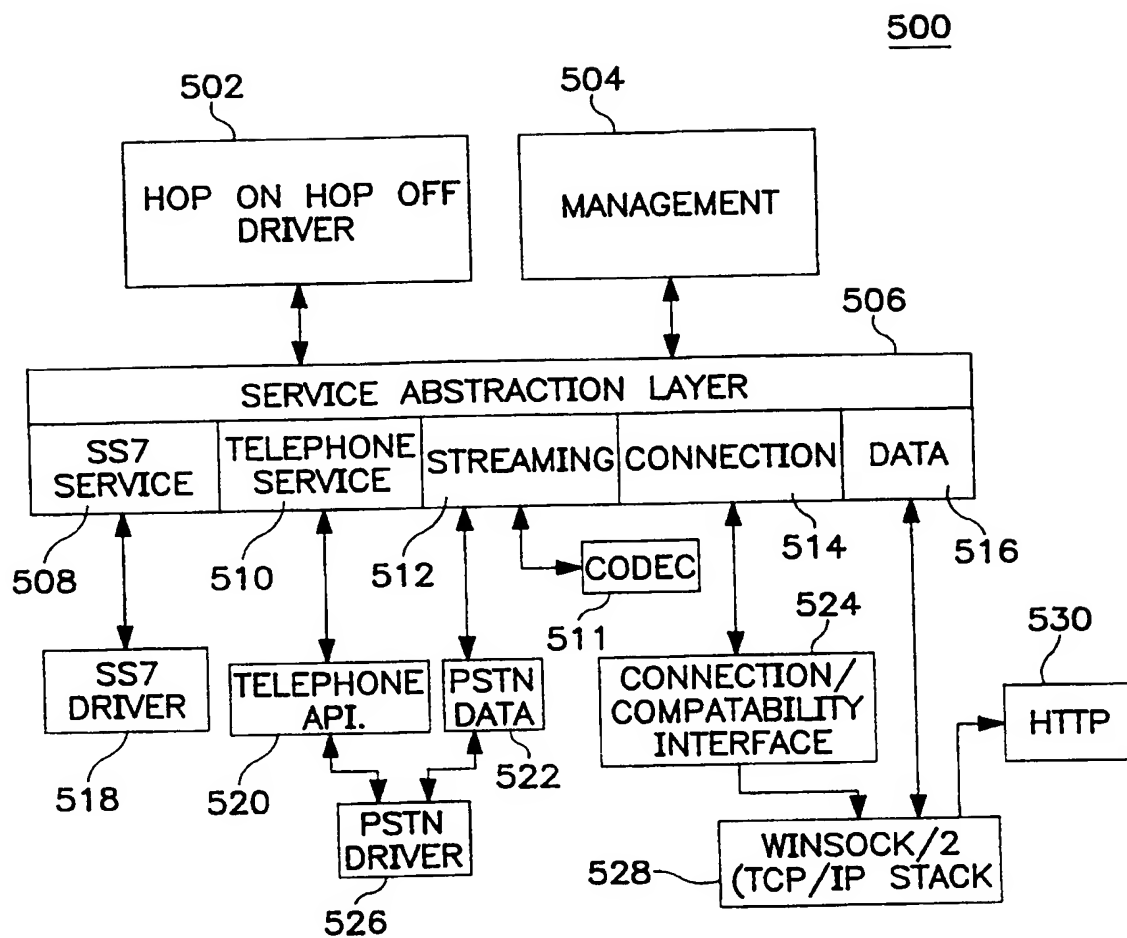 500
502
504
HOP ON HOP OFF
DRIVER
MANAGEMENT
506
SERVICE ABSTRACTION LAYER
SS7
SERVICE
TELEPHONE
SERVICE
STREAMING
CONNECTION
DATA
508
510
512
514
516
CODEC
511
524
530
SS7
DRIVER
TELEPHONE
API.
PSTN
DATA
CONNECTION/
COMPATABILITY
INTERFACE
HTTP
518
520
522
PSTN
DRIVER
526
528
WINSOCK/2
(TCP/IP STACK